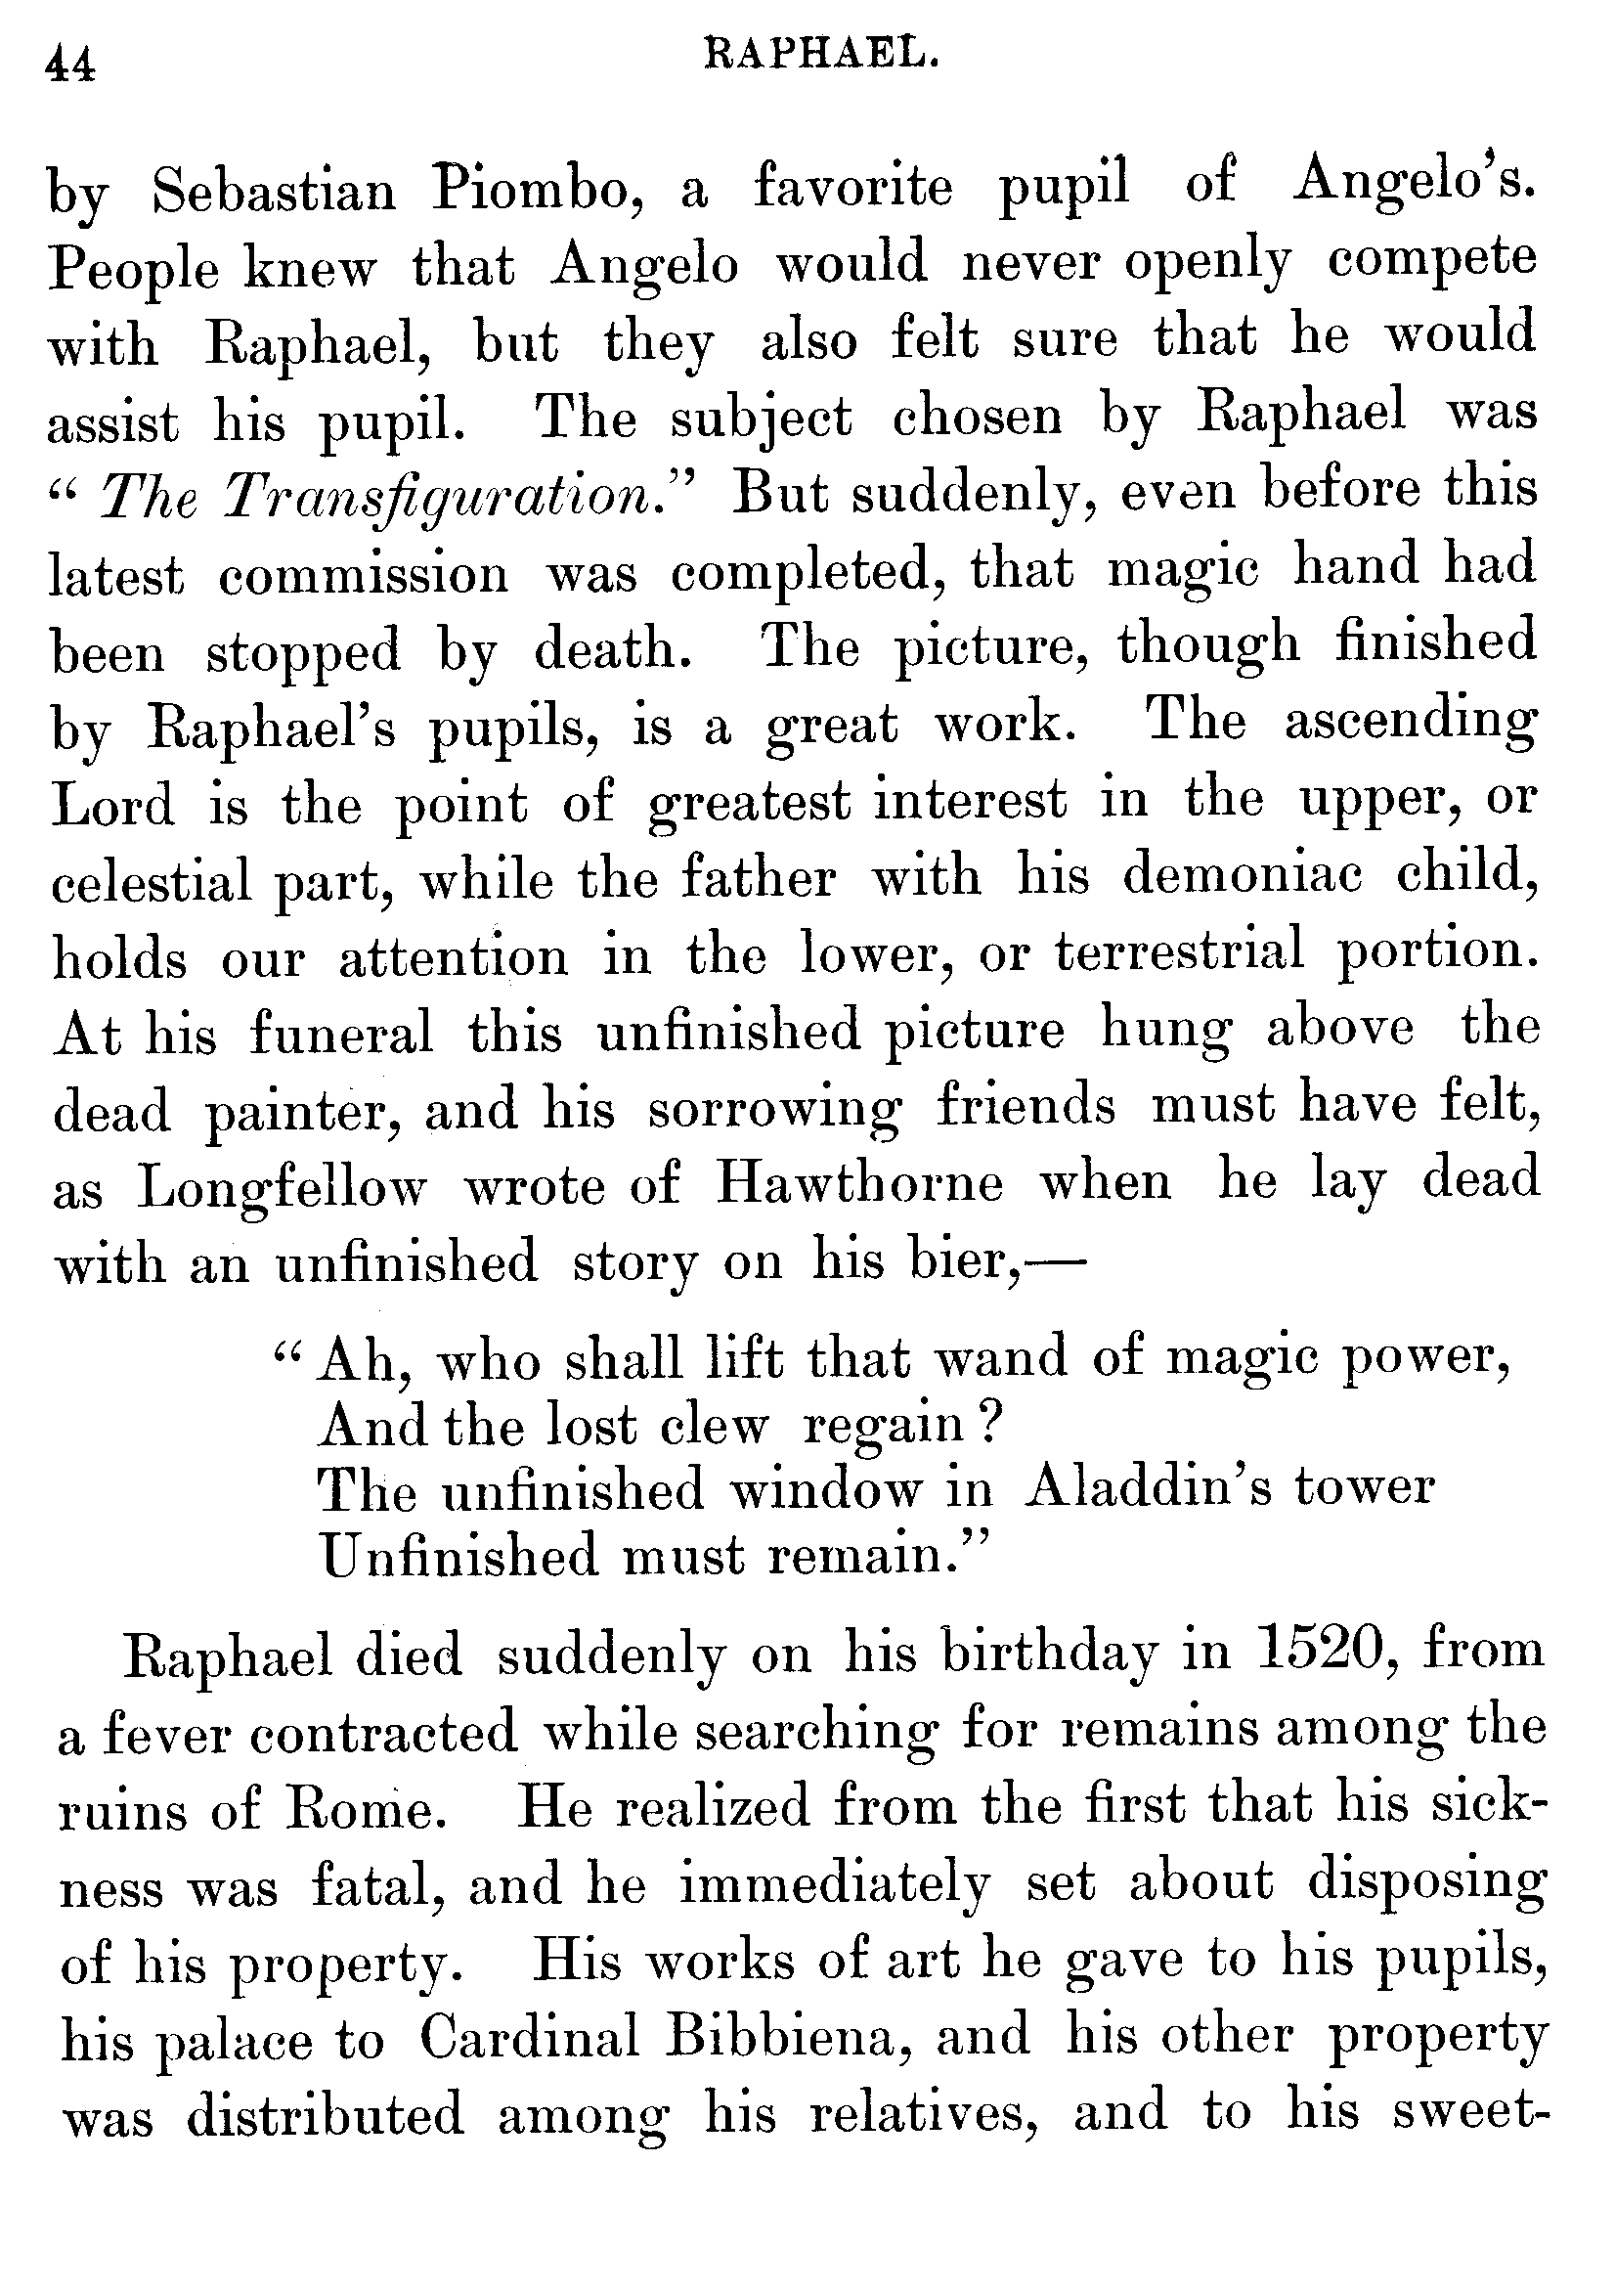 44
RAPHAEL.
by Sebastian Piombo, a favorite pupil of Angelo's.
People knew that Angelo would never openly compete
with Raphael, but they also felt sure that he would
assist his pupil. The subject chosen by Raphael was
“ The Transfiguration.” But suddenly, even before this
latest commission was completed, that magic hand had
been stopped by death. The picture, though finished
by Raphael's pupils, is a great work. The ascending
Lord is the point of greatest interest in the upper, or
celestial part, while the father with his demoniac child,
holds our attention in the lower, or terrestrial portion.
At his funeral this unfinished picture hung above the
dead painter, and his sorrowing friends must have felt,
as Longfellow wrote of Hawthorne when he lay dead
with an unfinished story on his bier,—
“ Ah, who shall lift that wand of magic power,
And the lost clew regain ?
The unfinished window in Aladdin's tower
Unfinished must remain.”
Raphael died suddenly on his birthday in 1520, from
a fever contracted while searching for remains among the
ruins of Rome. He realized from the first that his sick-
ness was fatal, and he immediately set about disposing
of his property. His works of art he gave to his pupils,
his palace to Cardinal Bibbiena, and his other property
was distributed among his relatives, and to his sweet-